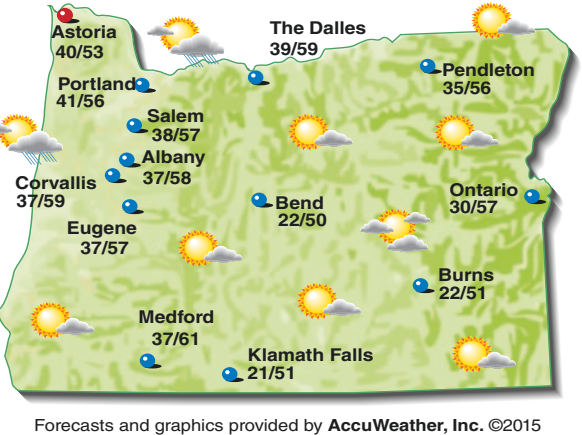 Astoria
40/53
The Dalles
39/59
Portland
41/56
Pendleton
35/56
Salem
38/57
Albany
37/58
Corvallis
37/59
Ontario
30/57
Bend
22/50
Eugene
37/57
Burns
22/51
Medford
37/61
Klamath Falls
21/51
Forecasts and graphics provided by AccuWeather, Inc. ©2015